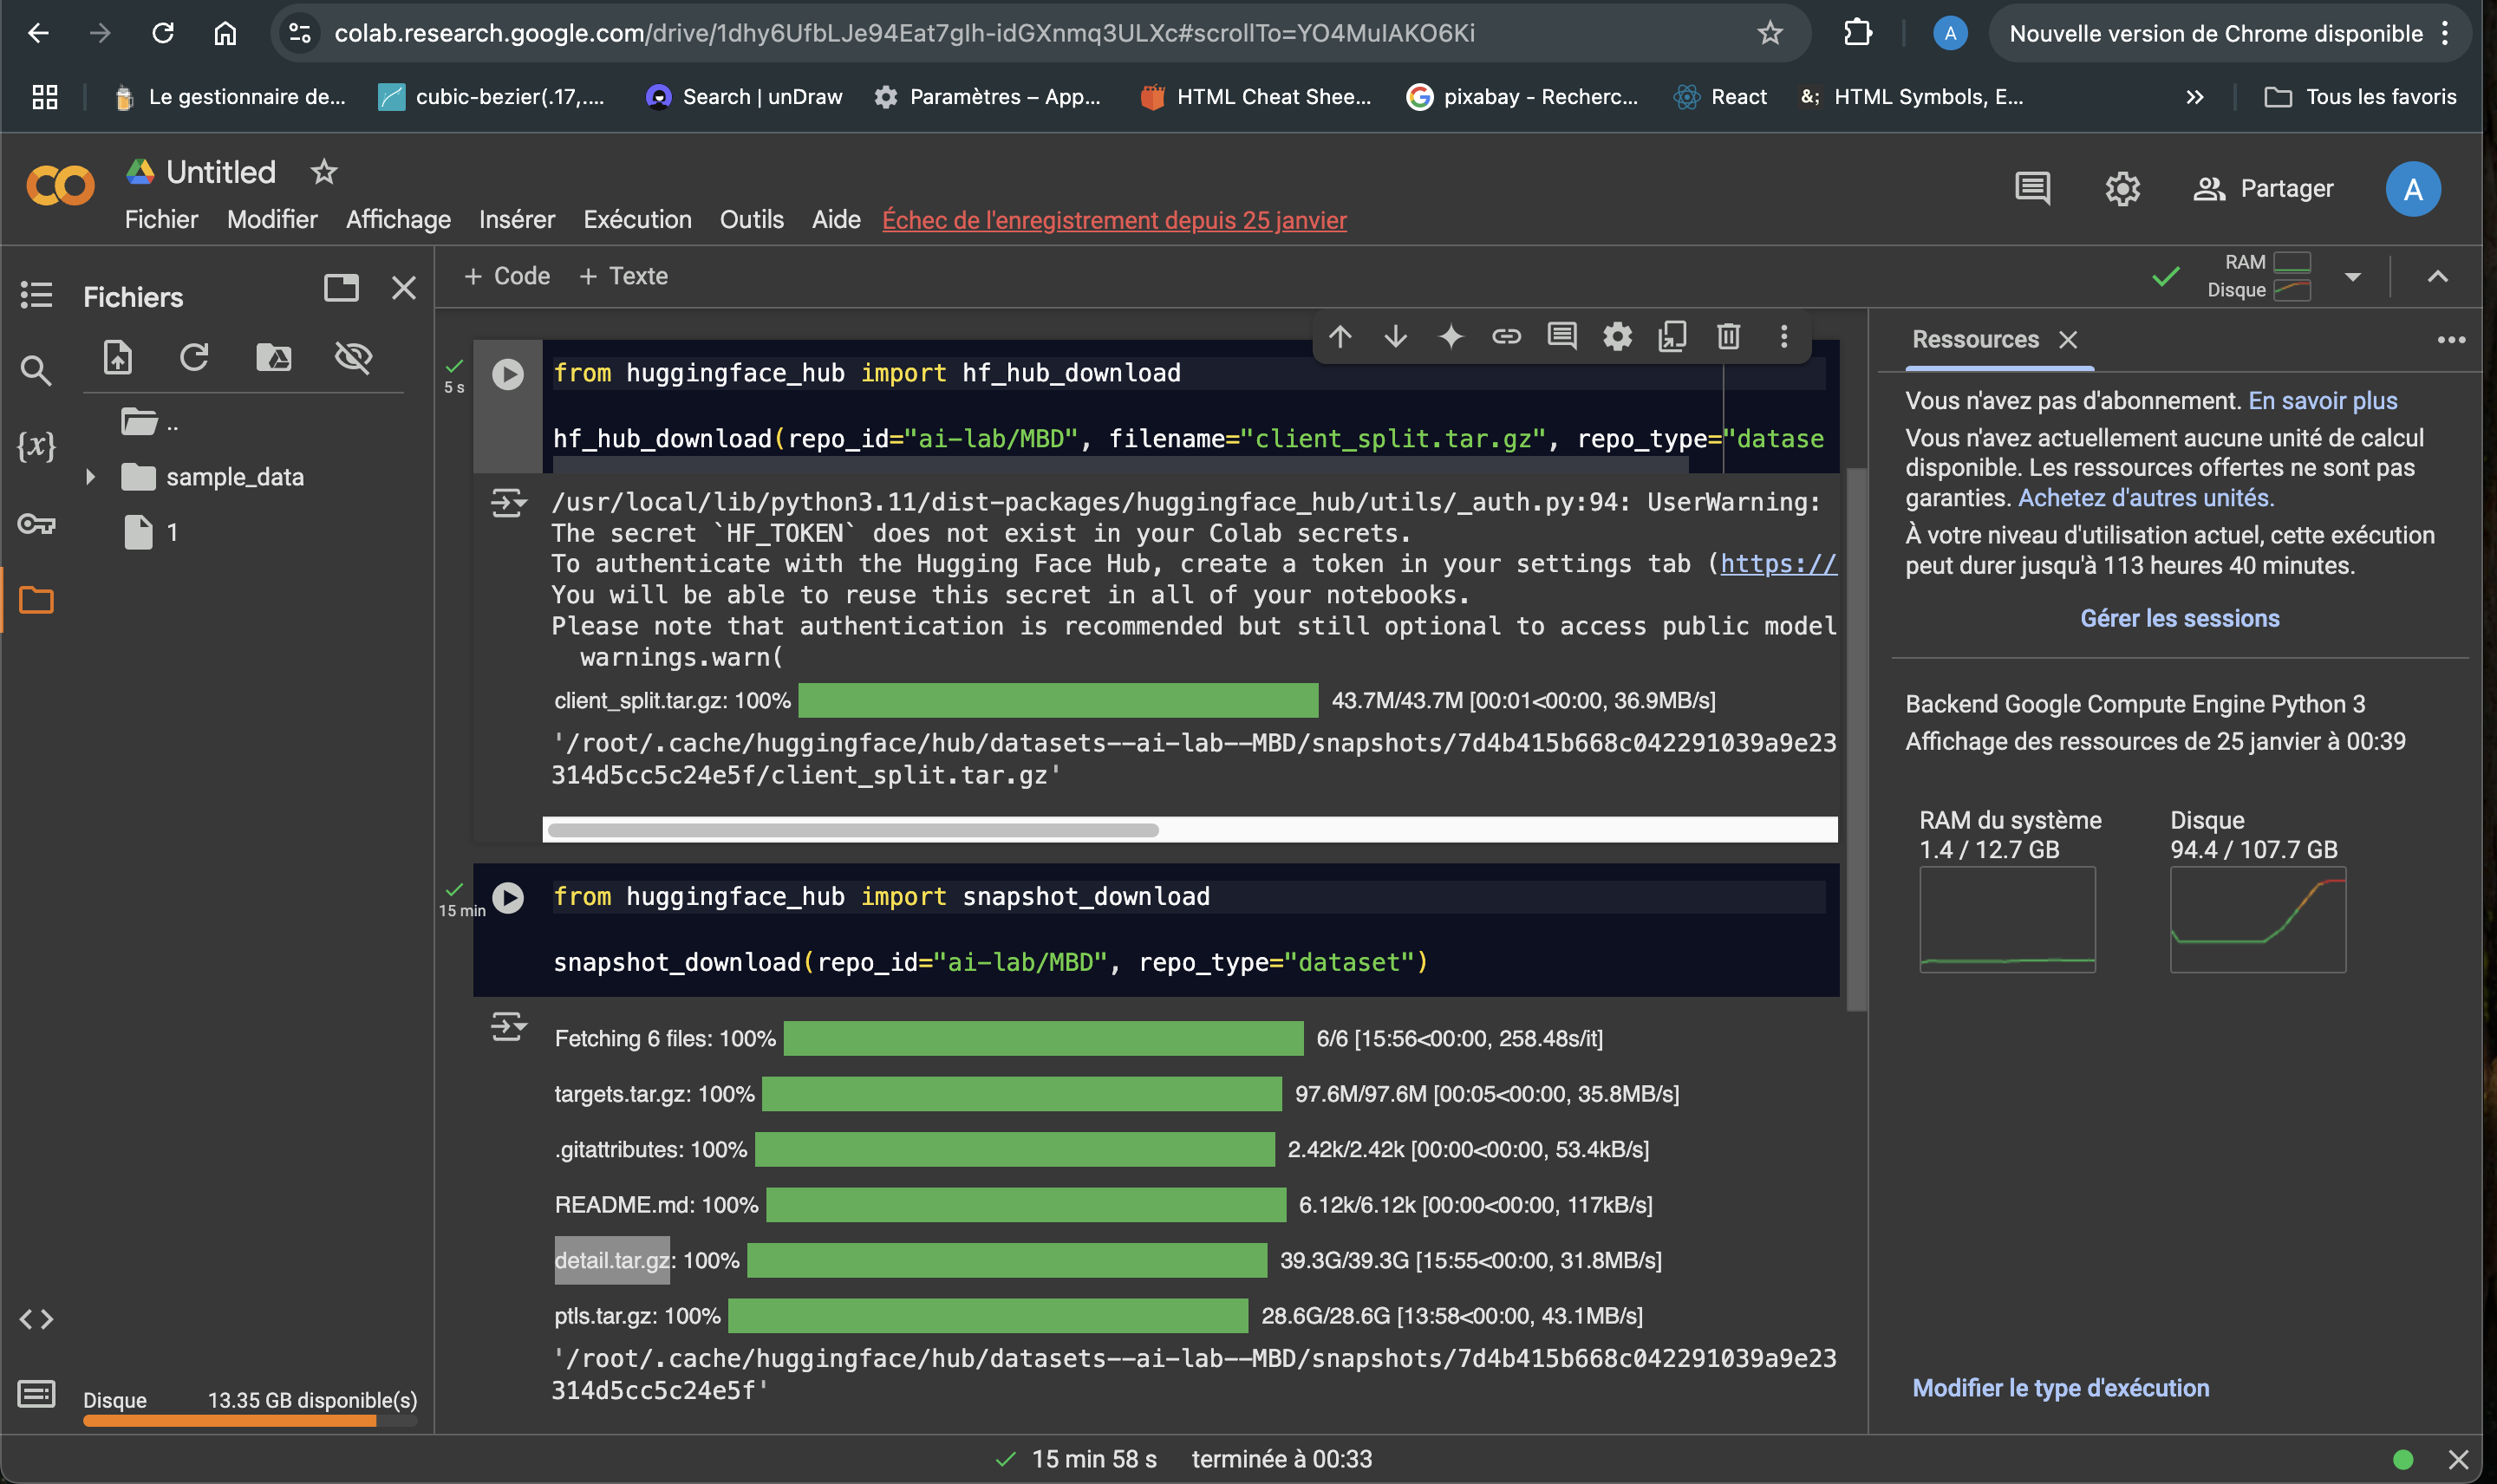 colab.research.google.com/drive/1dhy6UfbLJe94Eat7gIh-idGXnmq3ULXc#scrollTo=YO4MuIAKO6Ki
A
Nouvelle version de Chrome disponible
Le gestionnaire de...
cubic-bezier(.17,....
Search | unDraw
Paramètres – App...
HTML Cheat Shee...
pixabay - Recherc...
React
&; HTML Symbols, E...
Tous les favoris
Untitled
Fichier Modifier Affichage Insérer Exécution Outils Aide Échec de l'enregistrement depuis 25 janvier
Partager
A
Fichiers
..
sample_data
1
{x}
Disque 13.35 GB disponible(s)
+ Code + Texte
RAM
Disque
5 s
from huggingface_hub import hf_hub_download
hf_hub_download(repo_id="ai-lab/MBD", filename="client_split.tar.gz", repo_type="datase
/usr/local/lib/python3.11/dist-packages/huggingface_hub/utils/_auth.py:94: UserWarning:
The secret `HF_TOKEN` does not exist in your Colab secrets.
To authenticate with the Hugging Face Hub, create a token in your settings tab (https://
You will be able to reuse this secret in all of your notebooks.
Please note that authentication is recommended but still optional to access public model
warnings.warn(
client_split.tar.gz: 100% 43.7M/43.7M [00:01<00:00, 36.9MB/s]
'/root/.cache/huggingface/hub/datasets--ai-lab--MBD/snapshots/7d4b415b668c042291039a9e23
314d5cc5c24e5f/client_split.tar.gz'
15 min
from huggingface_hub import snapshot_download
snapshot_download(repo_id="ai-lab/MBD", repo_type="dataset")
Fetching 6 files: 100% 6/6 [15:56<00:00, 258.48s/it]
targets.tar.gz: 100% 97.6M/97.6M [00:05<00:00, 35.8MB/s]
.gitattributes: 100% 2.42k/2.42k [00:00<00:00, 53.4kB/s]
README.md: 100% 6.12k/6.12k [00:00<00:00, 117kB/s]
detail.tar.gz: 100% 39.3G/39.3G [15:55<00:00, 31.8MB/s]
ptls.tar.gz: 100% 28.6G/28.6G [13:58<00:00, 43.1MB/s]
'/root/.cache/huggingface/hub/datasets--ai-lab--MBD/snapshots/7d4b415b668c042291039a9e23
314d5cc5c24e5f'
Ressources
Vous n'avez pas d'abonnement. En savoir plus
Vous n'avez actuellement aucune unité de calcul
disponible. Les ressources offertes ne sont pas
garanties. Achetez d'autres unités.
À votre niveau d'utilisation actuel, cette exécution
peut durer jusqu'à 113 heures 40 minutes.
Gérer les sessions
Backend Google Compute Engine Python 3
Affichage des ressources de 25 janvier à 00:39
RAM du système
1.4 / 12.7 GB
Disque
94.4 / 107.7 GB
Modifier le type d'exécution
15 min 58 s terminée à 00:33